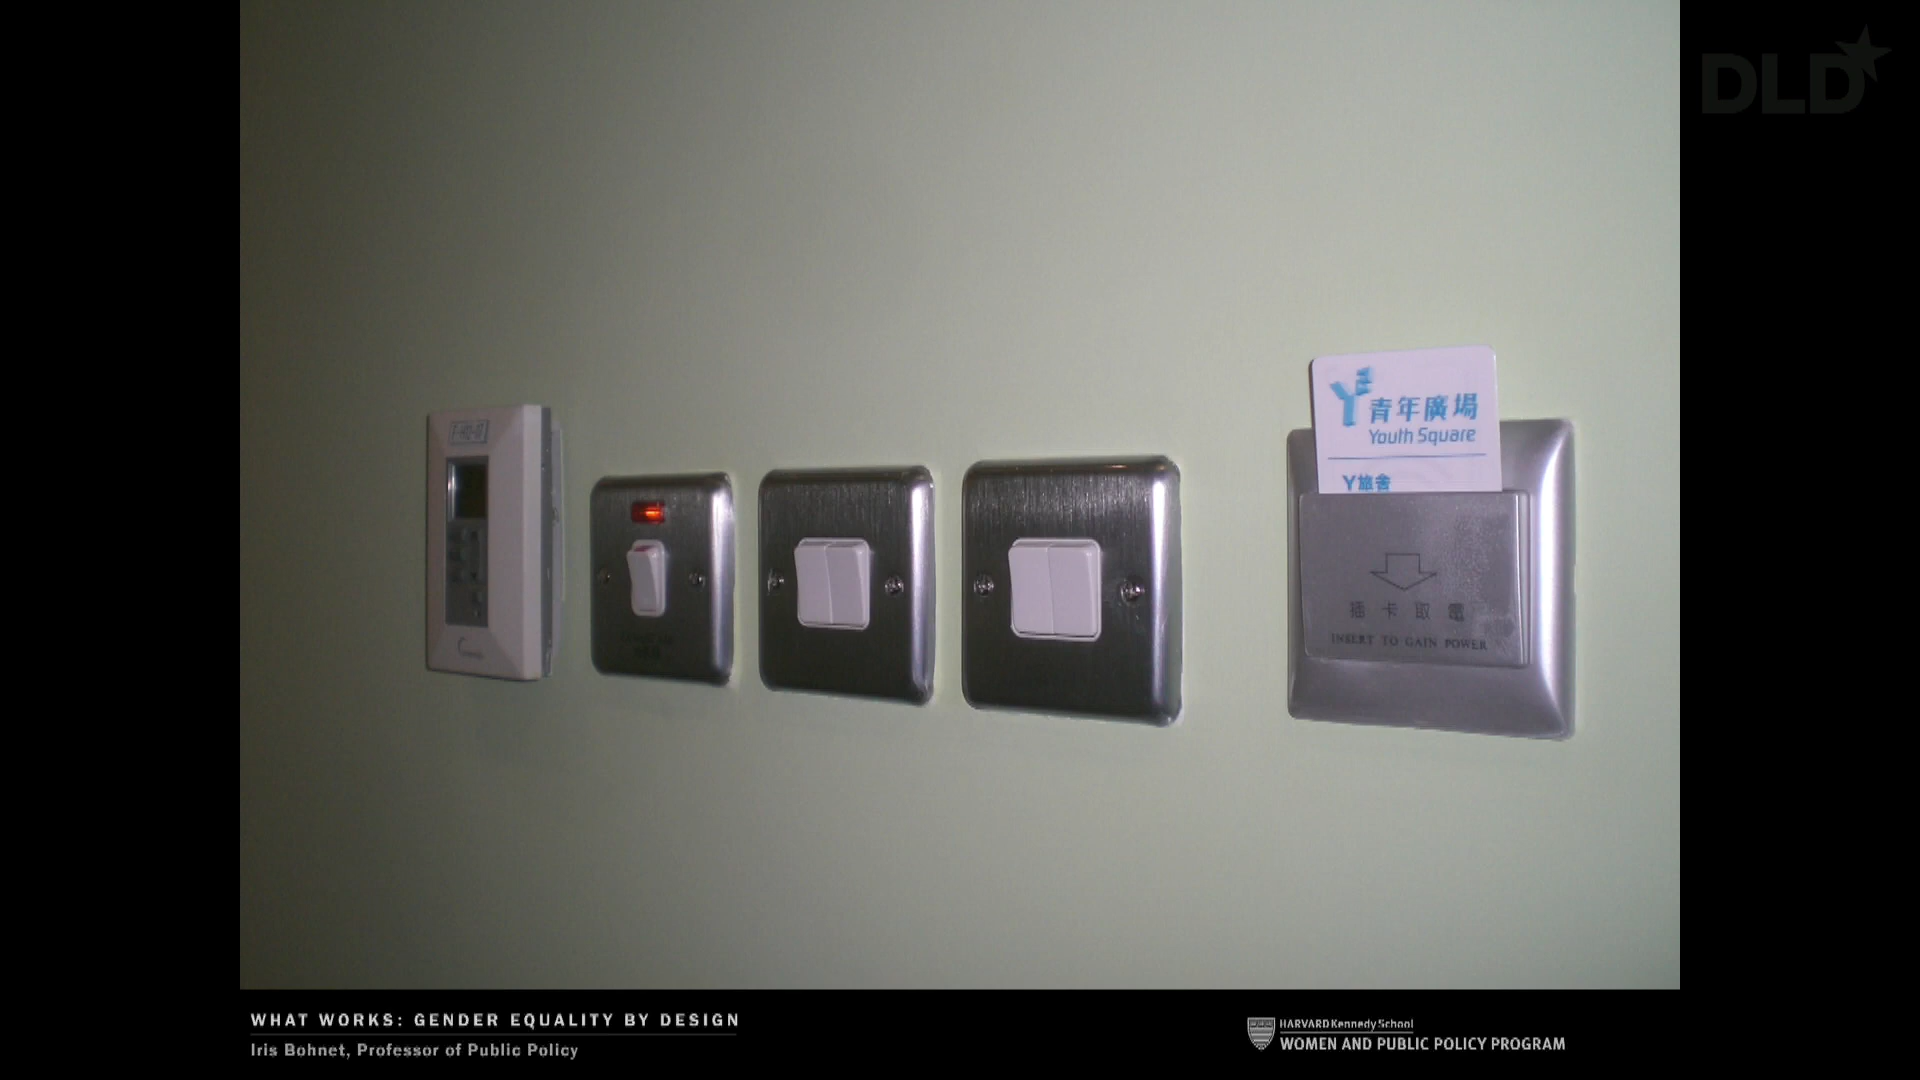 DLD
Y² 青年廣場
Youth Square
Y旅舍
插卡取電
INSERT TO GAIN POWER
WHAT WORKS: GENDER EQUALITY BY DESIGN
Iris Bohnet, Professor of Public Policy
HARVARD Kennedy School
WOMEN AND PUBLIC POLICY PROGRAM